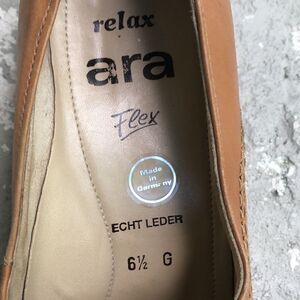 relax
ara
Flex
Made
in
Germany
ECHT LEDER
6½ G